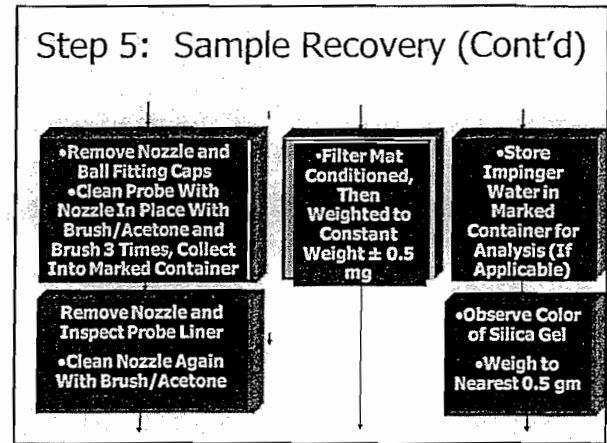 Step 5: Sample Recovery (Cont'd)
•Remove Nozzle and
Ball Fitting Caps
•Clean Probe With
Nozzle In Place With
Brush/Acetone and
Brush 3 Times, Collect
Into Marked Container
Remove Nozzle and
Inspect Probe Liner
•Clean Nozzle Again
With Brush/Acetone
•Filter Mat
Conditioned,
Then
Weighted to
Constant
Weight ± 0.5
mg
•Store
Impinger
Water in
Marked
Container for
Analysis (If
Applicable)
•Observe Color
of Silica Gel
•Weigh to
Nearest 0.5 gm